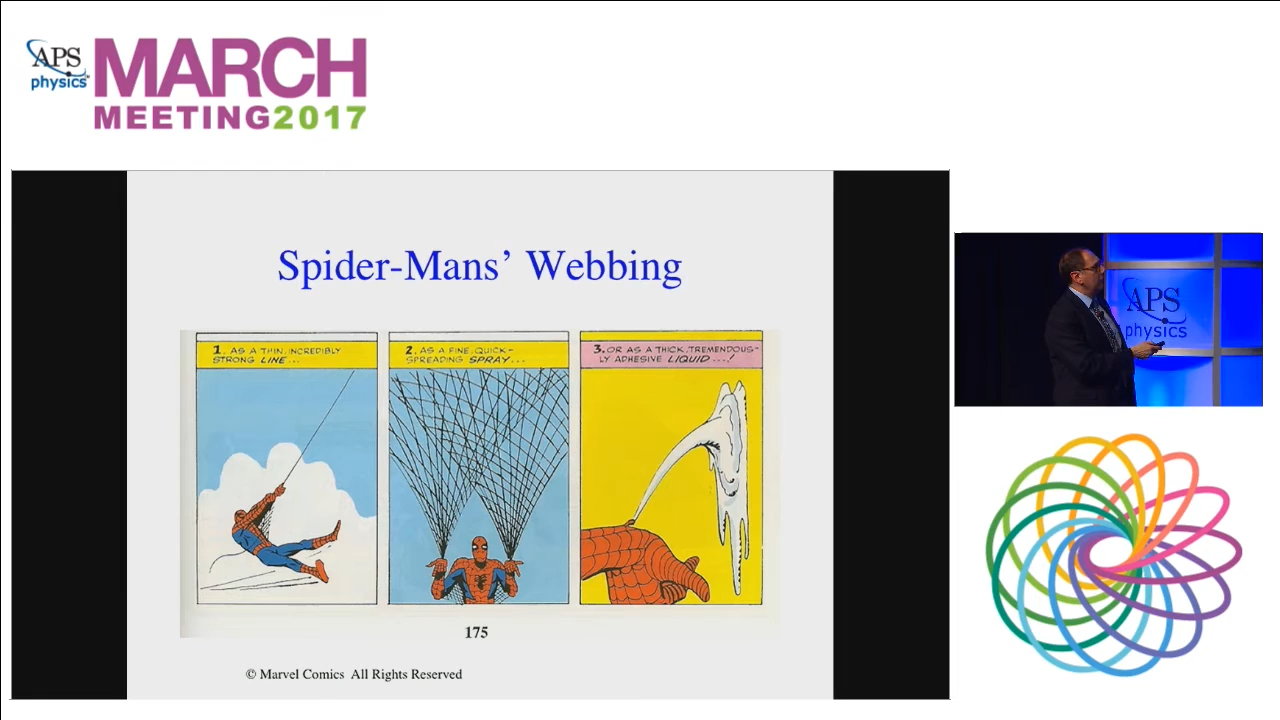 APS
physics
MARCH
MEETING2017
Spider-Mans’ Webbing
1. AS A THIN, INCREDIBLY
STRONG LINE...
2. AS A FINE, QUICK-
SPREADING SPRAY...
3. OR AS A THICK, TREMENDOUS-
LY ADHESIVE LIQUID...!
175
© Marvel Comics All Rights Reserved
APS
physics